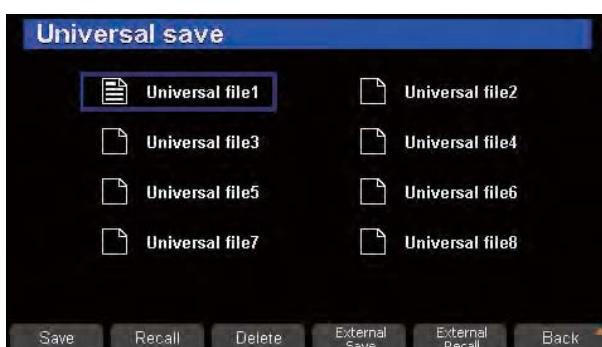 Universal save
Universal file1 Universal file2
Universal file3 Universal file4
Universal file5 Universal file6
Universal file7 Universal file8
Save Recall Delete External Save External Recall Back